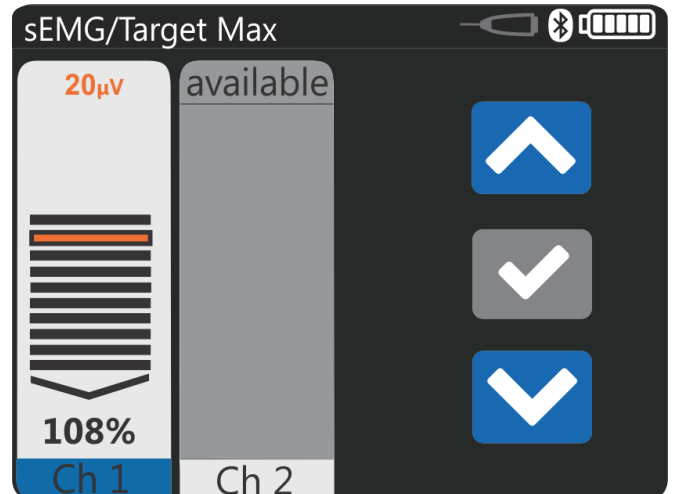 sEMG/Target Max
20µV
available
108%
Ch 1
Ch 2